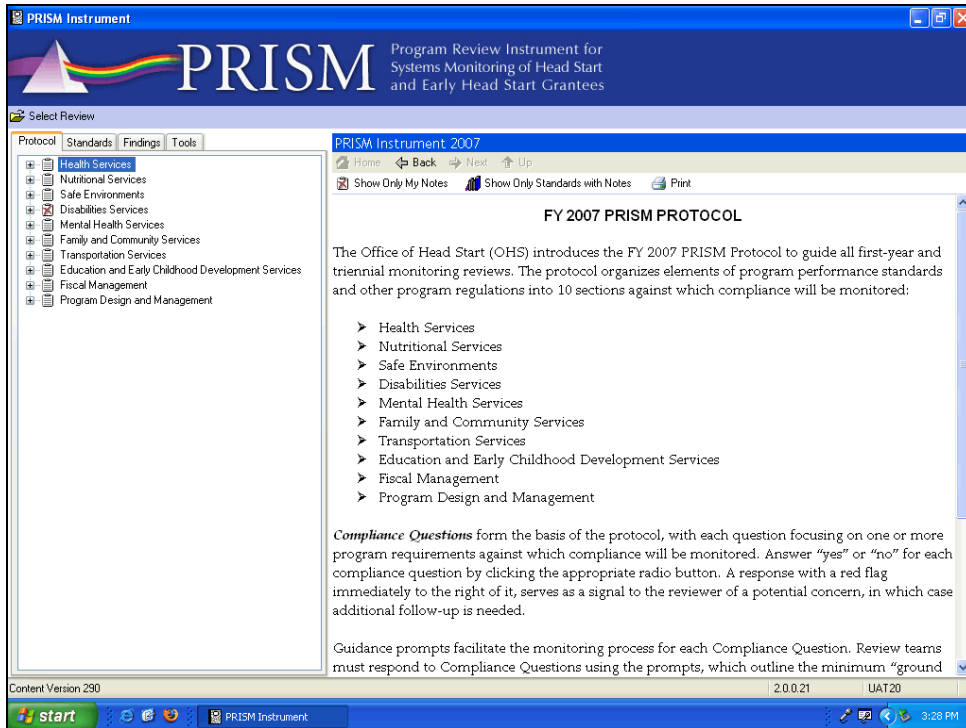 PRISM Instrument
PRISM
Program Review Instrument for
Systems Monitoring of Head Start
and Early Head Start Grantees
Select Review
Protocol Standards Findings Tools
Health Services
Nutritional Services
Safe Environments
Disabilities Services
Mental Health Services
Family and Community Services
Transportation Services
Education and Early Childhood Development Services
Fiscal Management
Program Design and Management
PRISM Instrument 2007
Home Back Next Up
Show Only My Notes Show Only Standards with Notes Print
FY 2007 PRISM PROTOCOL
The Office of Head Start (OHS) introduces the FY 2007 PRISM Protocol to guide all first-year and
triennial monitoring reviews. The protocol organizes elements of program performance standards
and other program regulations into 10 sections against which compliance will be monitored:
➤ Health Services
➤ Nutritional Services
➤ Safe Environments
➤ Disabilities Services
➤ Mental Health Services
➤ Family and Community Services
➤ Transportation Services
➤ Education and Early Childhood Development Services
➤ Fiscal Management
➤ Program Design and Management
Compliance Questions form the basis of the protocol, with each question focusing on one or more
program requirements against which compliance will be monitored. Answer “yes” or “no” for each
compliance question by clicking the appropriate radio button. A response with a red flag
immediately to the right of it, serves as a signal to the reviewer of a potential concern, in which case
additional follow-up is needed.
Guidance prompts facilitate the monitoring process for each Compliance Question. Review teams
must respond to Compliance Questions using the prompts, which outline the minimum “ground
Content Version 290 2.0.0.21 UAT20
start PRISM Instrument 3:28 PM